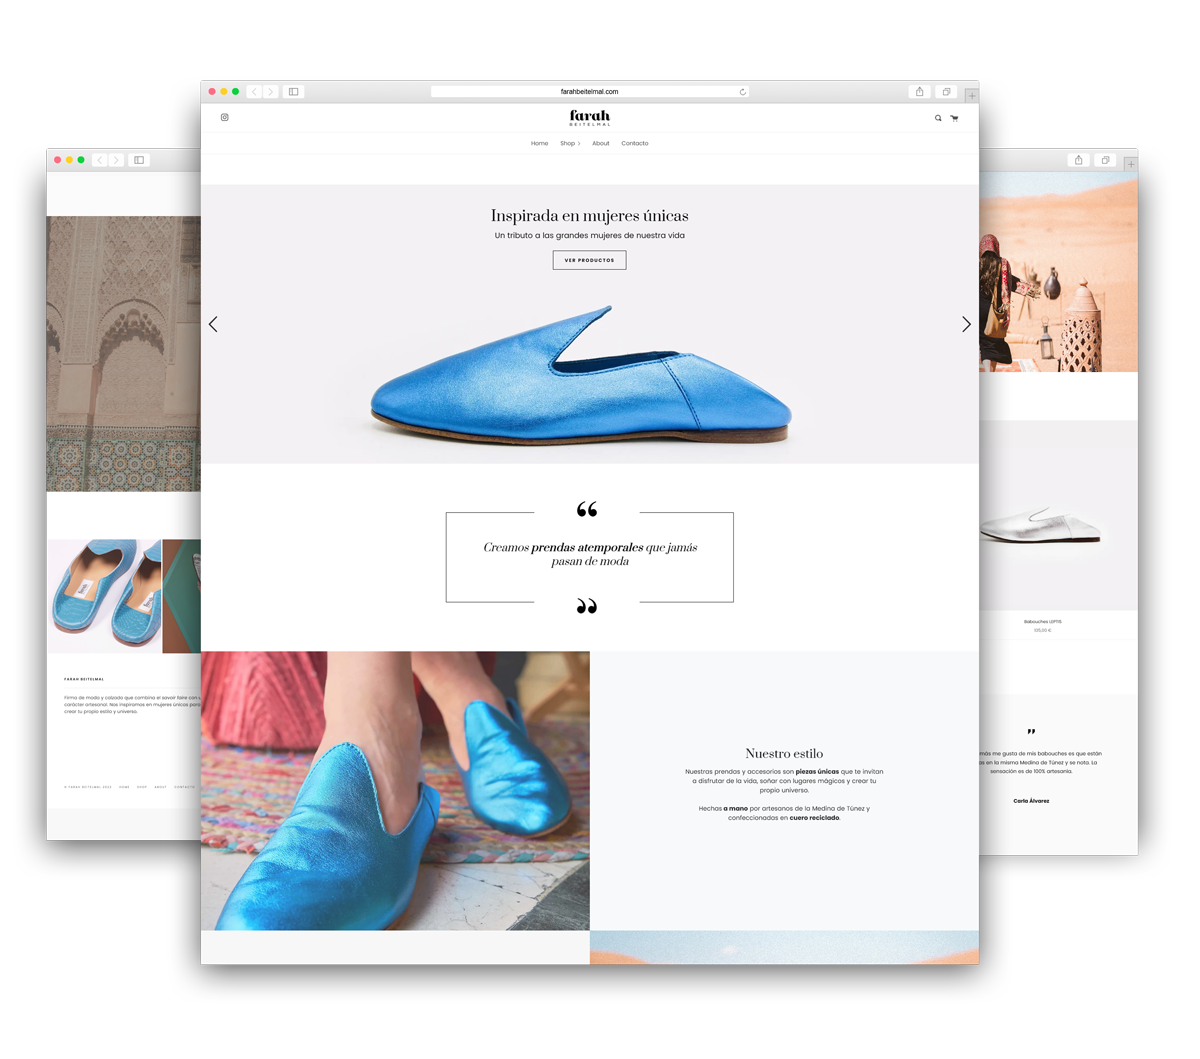 farahbeitelmal.com
farah
BEITELMAL
Home Shop About Contacto
Inspirada en mujeres únicas
Un tributo a las grandes mujeres de nuestra vida
VER PRODUCTOS
“
Creamos prendas atemporales que jamás
pasan de moda
”
Nuestro estilo
Nuestras prendas y accesorios son piezas únicas que te invitan
a disfrutar de la vida, soñar con lugares mágicos y crear tu
propio universo.
Hechas a mano por artesanos de la Medina de Túnez y
confeccionadas en cuero reciclado.
farah
farah
FARAH BEITELMAL
Firma de moda y calzado que combina el savoir faire con u
carácter artesanal. Nos inspiramos en mujeres únicas para
crear tu propio estilo y universo.
© FARAH BEITELMAL 2022 HOME SHOP ABOUT CONTACTO
Babouches LEPTIS
105,00 €
”
más me gusta de mis babouches es que están
os en la misma Medina de Túnez y se nota. La
sensación es de 100% artesanía.
Carla Álvarez